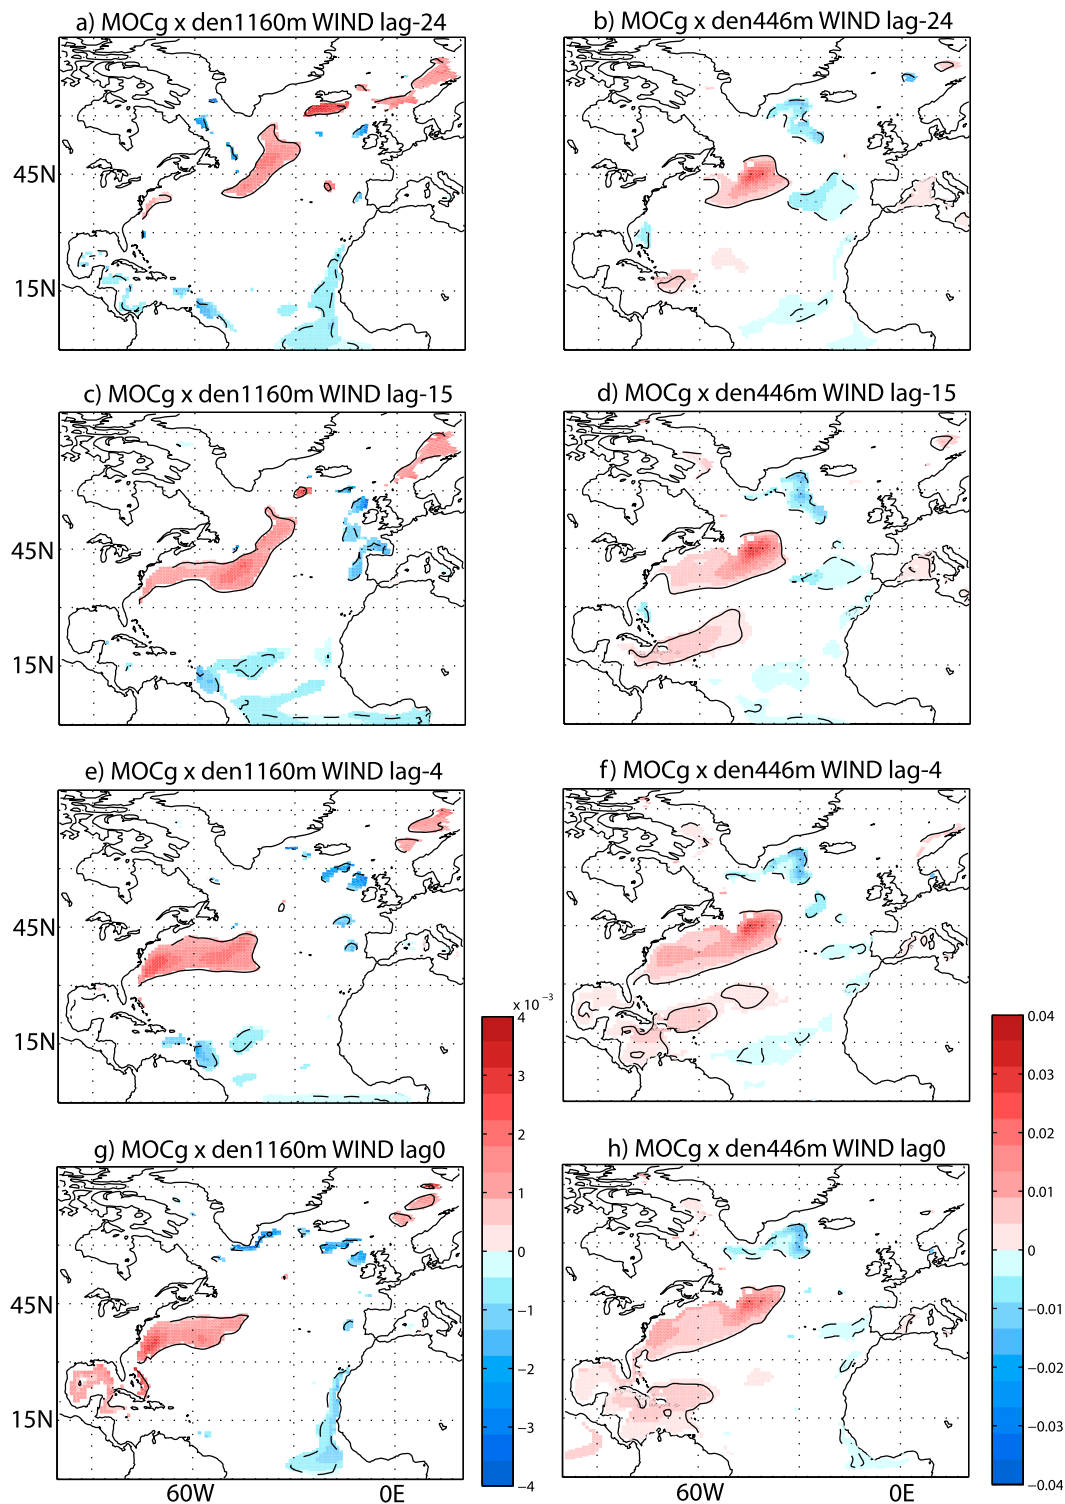 a) MOCg x den1160m WIND lag-24
b) MOCg x den446m WIND lag-24
45N
15N
c) MOCg x den1160m WIND lag-15
d) MOCg x den446m WIND lag-15
45N
15N
e) MOCg x den1160m WIND lag-4
f) MOCg x den446m WIND lag-4
45N
15N
x 10⁻³
4
3
2
1
0
−1
−2
−3
−4
0.04
0.03
0.02
0.01
0
−0.01
−0.02
−0.03
−0.04
g) MOCg x den1160m WIND lag0
h) MOCg x den446m WIND lag0
45N
15N
60W
0E
60W
0E